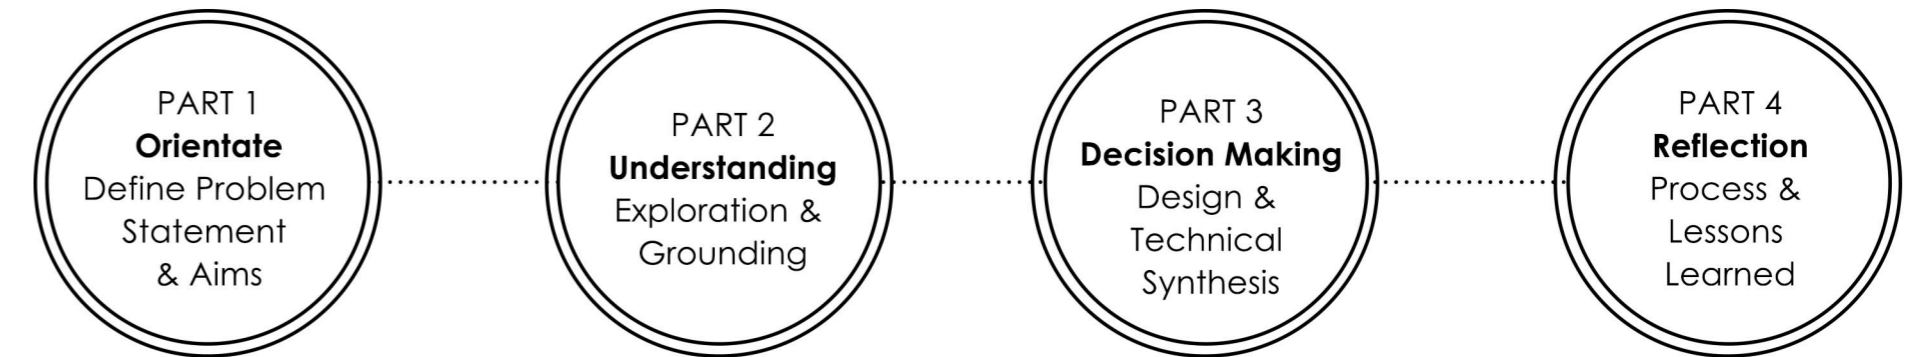 PART 1
Orientate
Define Problem
Statement
& Aims
PART 2
Understanding
Exploration &
Grounding
PART 3
Decision Making
Design &
Technical
Synthesis
PART 4
Reflection
Process &
Lessons
Learned